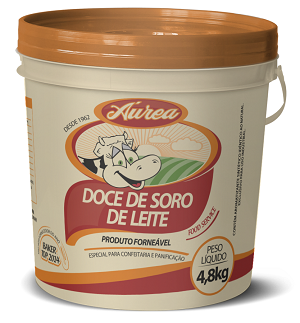 Áurea
DESDE 1962
DOCE DE SORO
DE LEITE
FOOD SERVICE
PRODUTO FORNEÁVEL
ESPECIAL PARA CONFEITARIA E PANIFICAÇÃO
BAKER
TOP 2014
PESO
LÍQUIDO
4,8kg